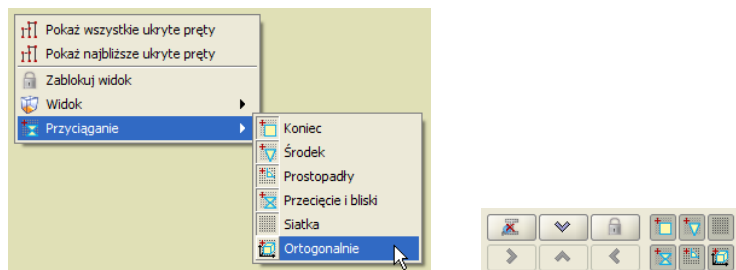 Pokaż wszystkie ukryte pręty
Pokaż najbliższe ukryte pręty
Zablokuj widok
Widok
Przyciąganie
Koniec
Środek
Prostopadły
Przecięcie i bliski
Siatka
Ortogonalnie